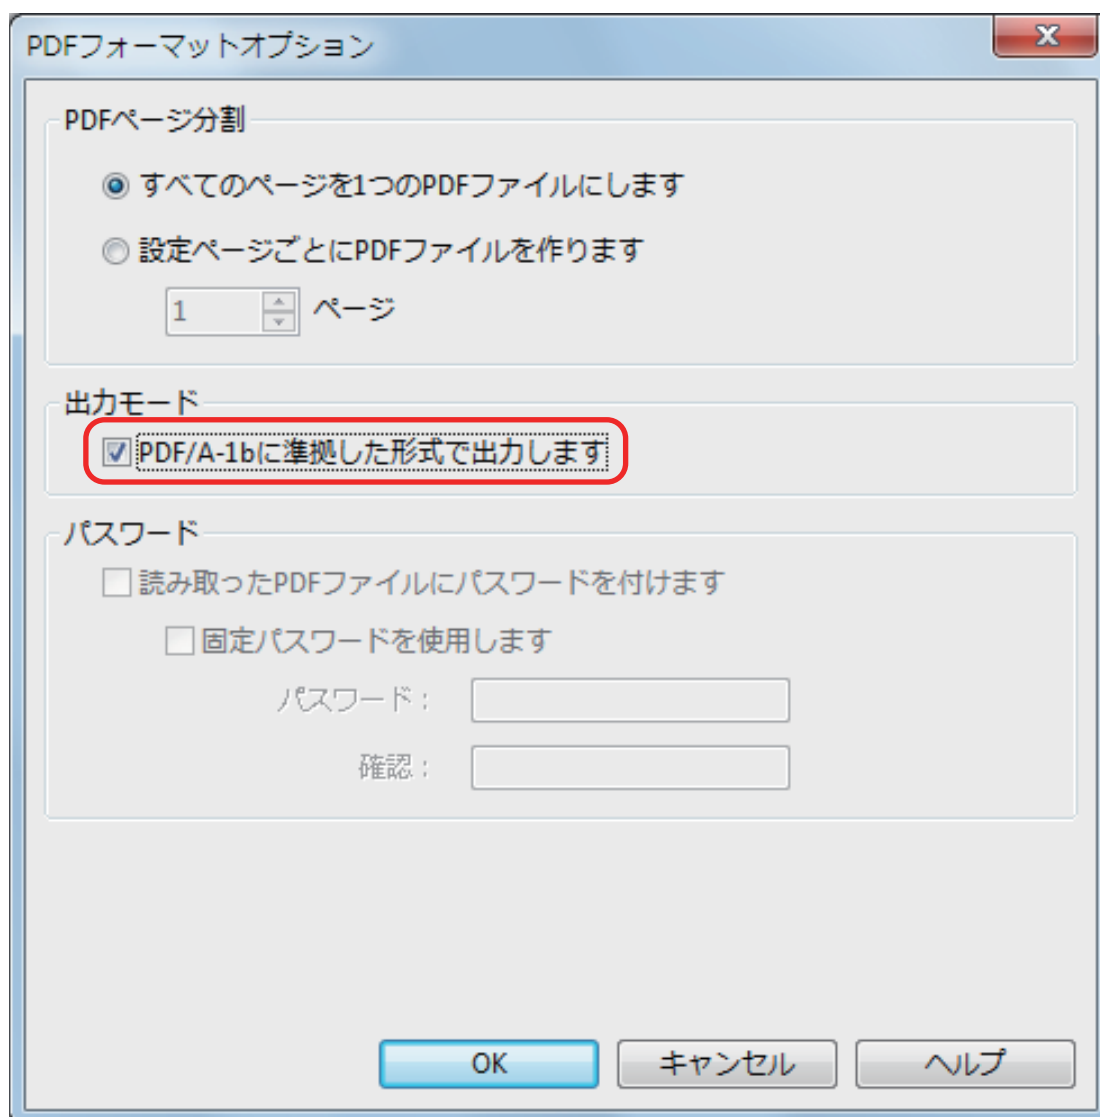 PDFフォーマットオプション
PDFページ分割
すべてのページを1つのPDFファイルにします
設定ページごとにPDFファイルを作ります
1 ページ
出力モード
PDF/A-1bに準拠した形式で出力します
パスワード
読み取ったPDFファイルにパスワードを付けます
固定パスワードを使用します
パスワード：
確認：
OK キャンセル ヘルプ